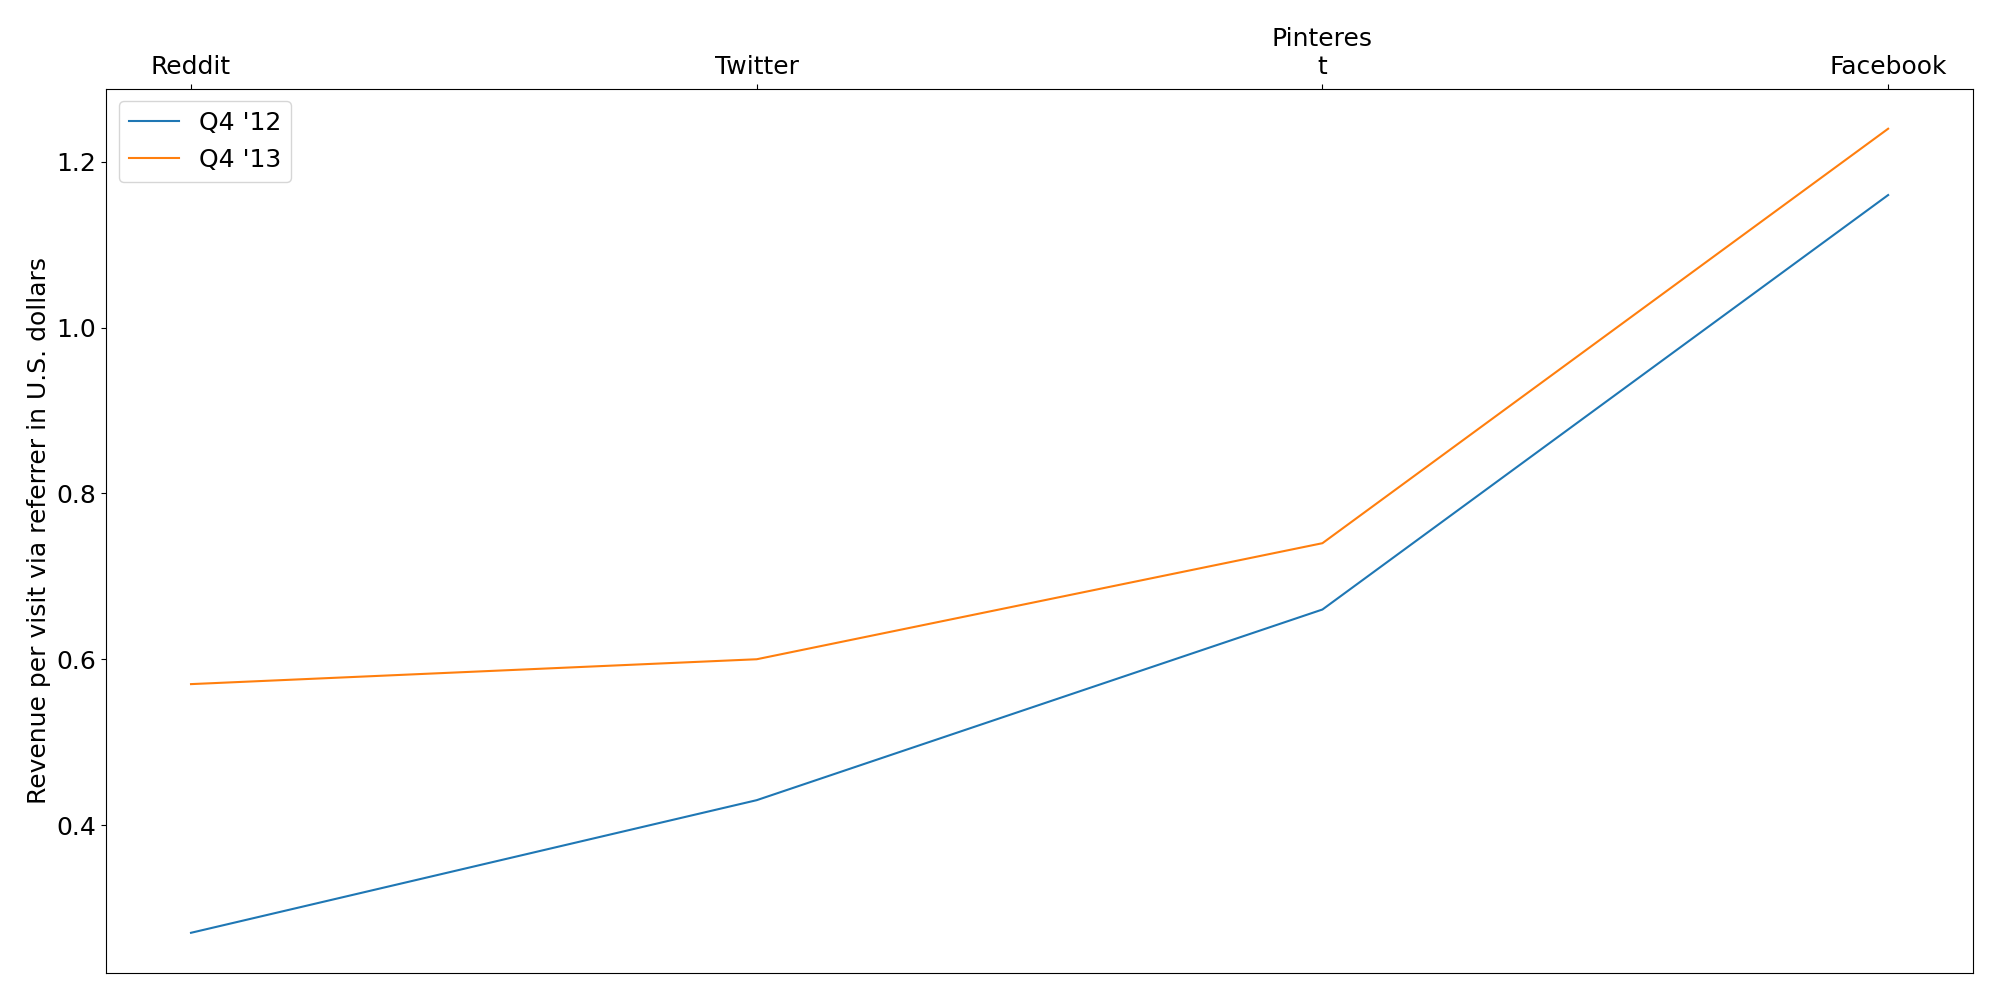 Reddit
Twitter
Pinteres
t
Facebook
Q4 '12
Q4 '13
1.2
1.0
0.8
0.6
0.4
Revenue per visit via referrer in U.S. dollars